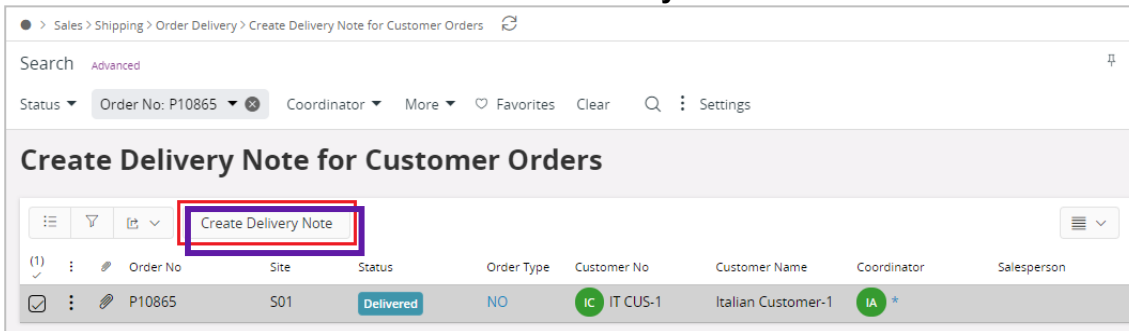 > Sales > Shipping > Order Delivery > Create Delivery Note for Customer Orders
Search Advanced
Status Order No: P10865 Coordinator More Favorites Clear Settings
Create Delivery Note for Customer Orders
Create Delivery Note
(1) Order No Site Status Order Type Customer No Customer Name Coordinator Salesperson
P10865 S01 Delivered NO IC IT CUS-1 Italian Customer-1 IA *